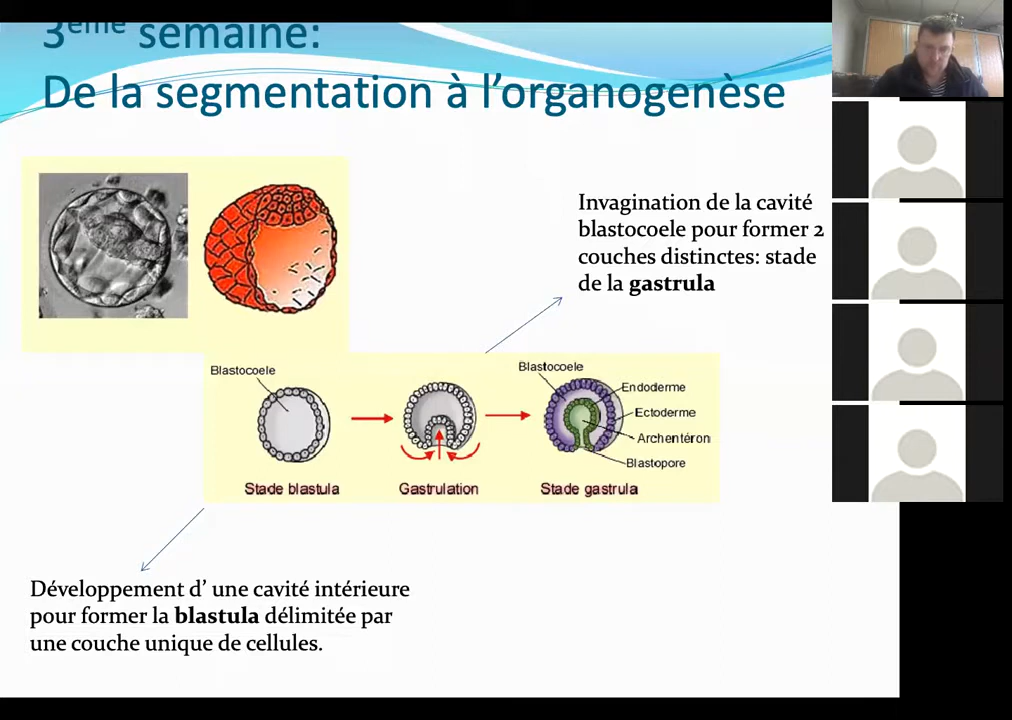 3ème semaine:
De la segmentation à l’organogenèse
Invagination de la cavité
blastocoele pour former 2
couches distinctes: stade
de la gastrula
Blastocoele
Blastocoele
Endoderme
Ectoderme
Archentéron
Blastopore
Stade blastula
Gastrulation
Stade gastrula
Développement d’ une cavité intérieure
pour former la blastula délimitée par
une couche unique de cellules.